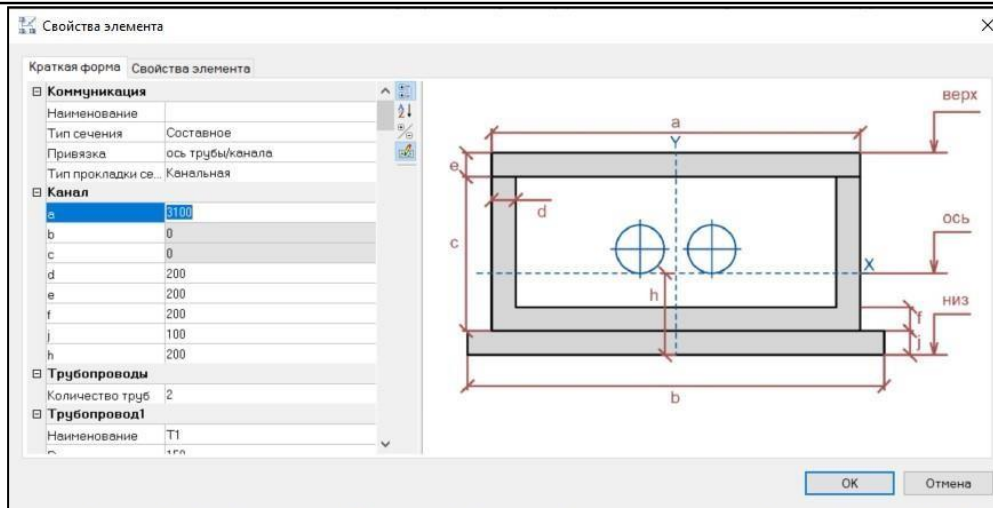 Свойства элемента
Краткая форма Свойства элемента
Коммуникация
Наименование
Тип сечения Составное
Привязка ось трубы/канала
Тип прокладки се... Канальная
Канал
a 3100
b 0
c 0
d 200
e 200
f 200
j 100
h 200
Трубопроводы
Количество труб 2
Трубопровод1
Наименование Т1
верх
a
Y
e
d
c
ось
X
h
низ
f
j
b
OK Отмена